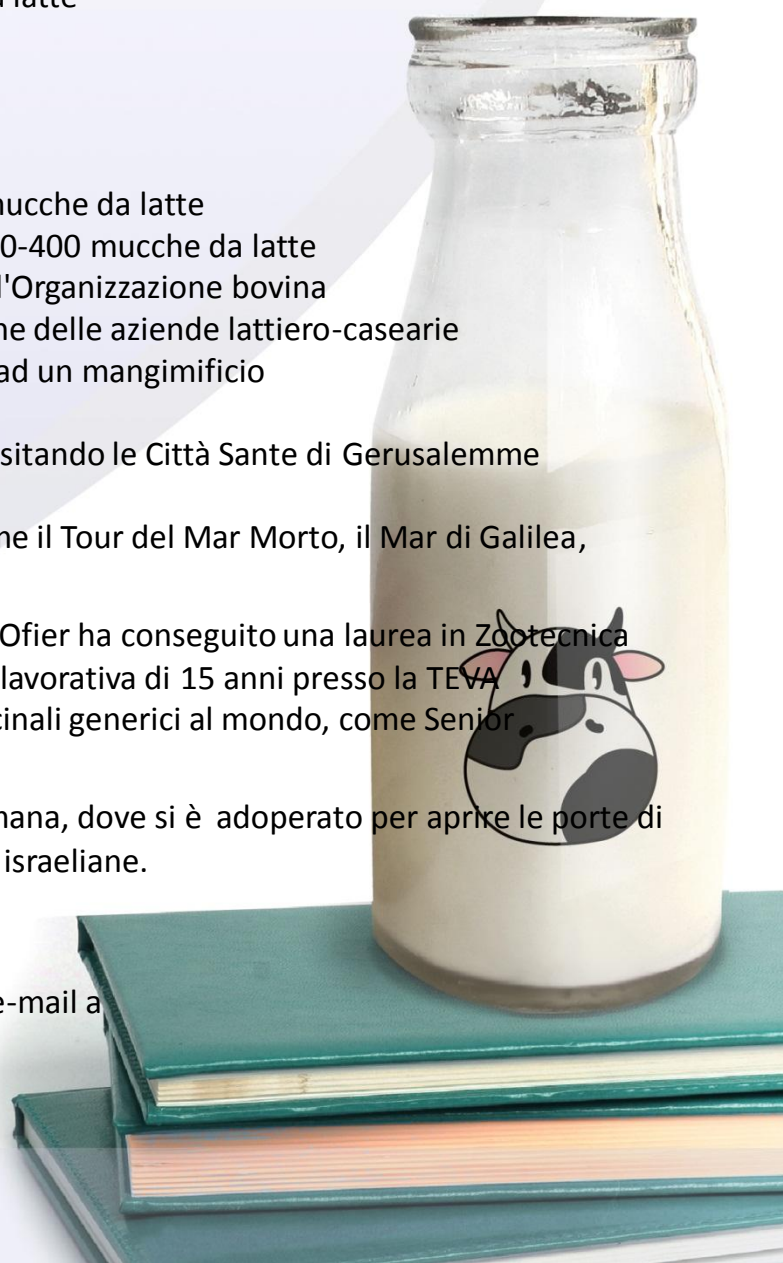 latte
mucche da latte
0-400 mucche da latte
l'Organizzazione bovina
ne delle aziende lattiero-casearie
ad un mangimificio
sitando le Città Sante di Gerusalemme
ne il Tour del Mar Morto, il Mar di Galilea,
Ofier ha conseguito una laurea in Zootecnica
lavorativa di 15 anni presso la TEVA
cinali generici al mondo, come Senior
mana, dove si è adoperato per aprire le porte di
israeliane.
e-mail a